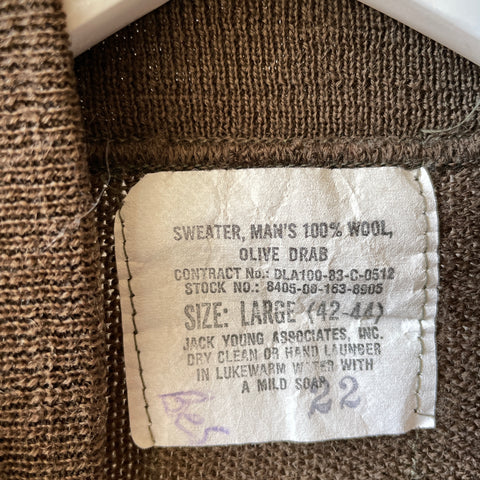 SWEATER, MAN'S 100% WOOL,
OLIVE DRAB
CONTRACT No.: DLA100-83-C-0512
STOCK NO.: 8405-00-163-8905
SIZE: LARGE (42-44)
JACK YOUNG ASSOCIATES, INC.
DRY CLEAN OR HAND LAUNDER
IN LUKEWARM WATER WITH
A MILD SOAP
22